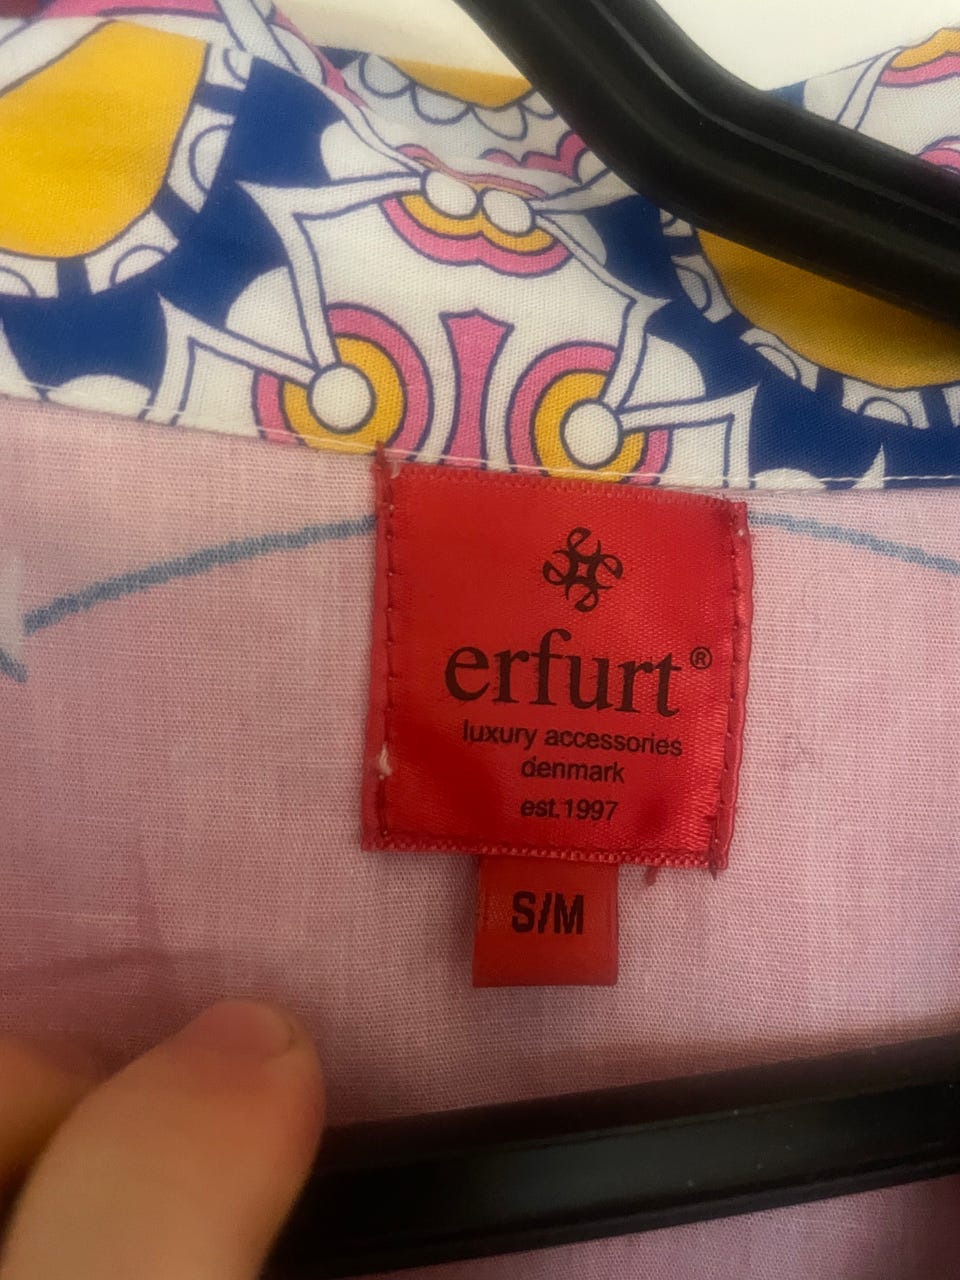 erfurt®
luxury accessories
denmark
est.1997
S/M